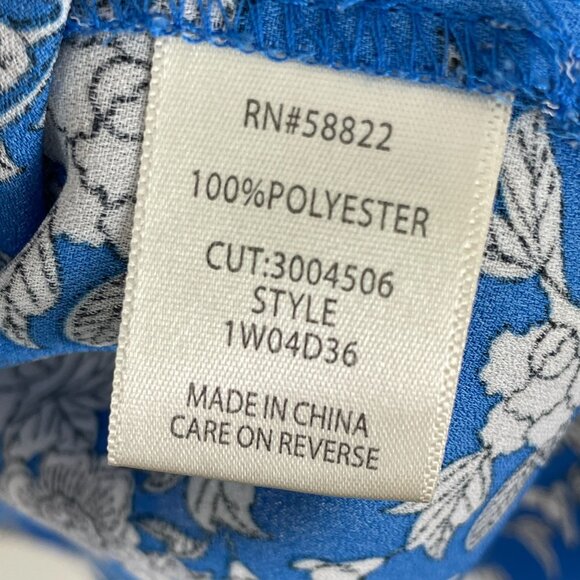 RN#58822
100%POLYESTER
CUT:3004506
STYLE
1W04D36
MADE IN CHINA
CARE ON REVERSE